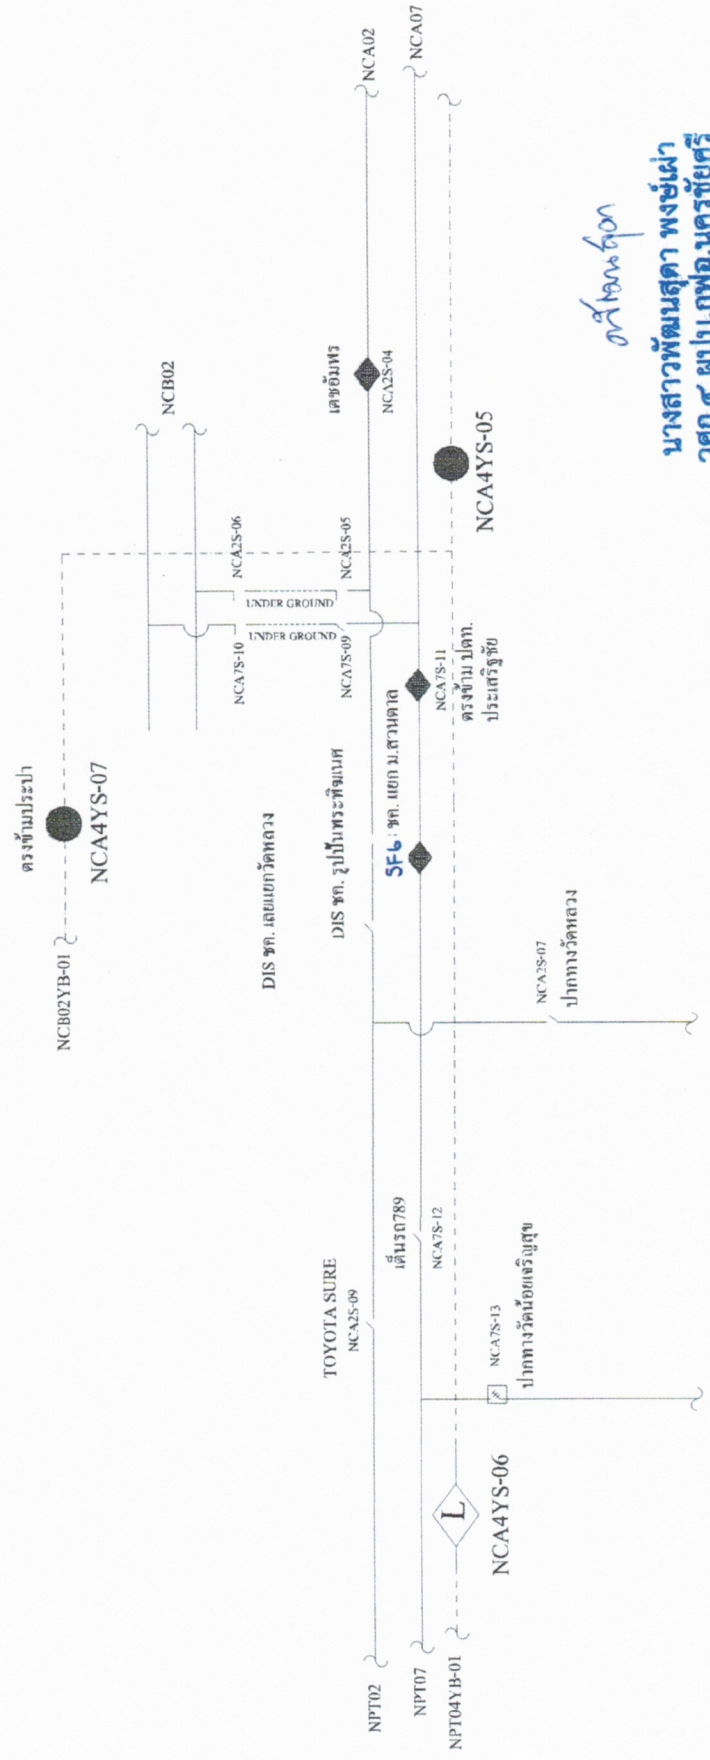 ตรงข้ามประปา
NCB02YB-01
NCA4YS-07
NCB02
DIS ชค. เลยแยกวัดหลวง
NCA7S-10
NCA2S-06
UNDER GROUND
UNDER GROUND
NCA7S-09
NCA2S-05
DIS ชค. รูปปั้นพระพิฆเนศ
เดชอัมพร
NCA2S-04
NCA02
NCA07
TOYOTA SURE
NCA2S-09
NPT02
เต็นรถ789
NCA7S-12
SF6 : ชค. แยก ม.สวนตาล
NCA7S-11
ตรงข้าม ปตท.
ประเสริฐชัย
NPT07
NPT04YB-01
L
NCA4YS-06
NCA7S-13
ปากทางวัดน้อยเจริญสุข
NCA2S-07
ปากทางวัดหลวง
NCA4YS-05
นางสาวพัฒนสุดา พงษ์เผ่า